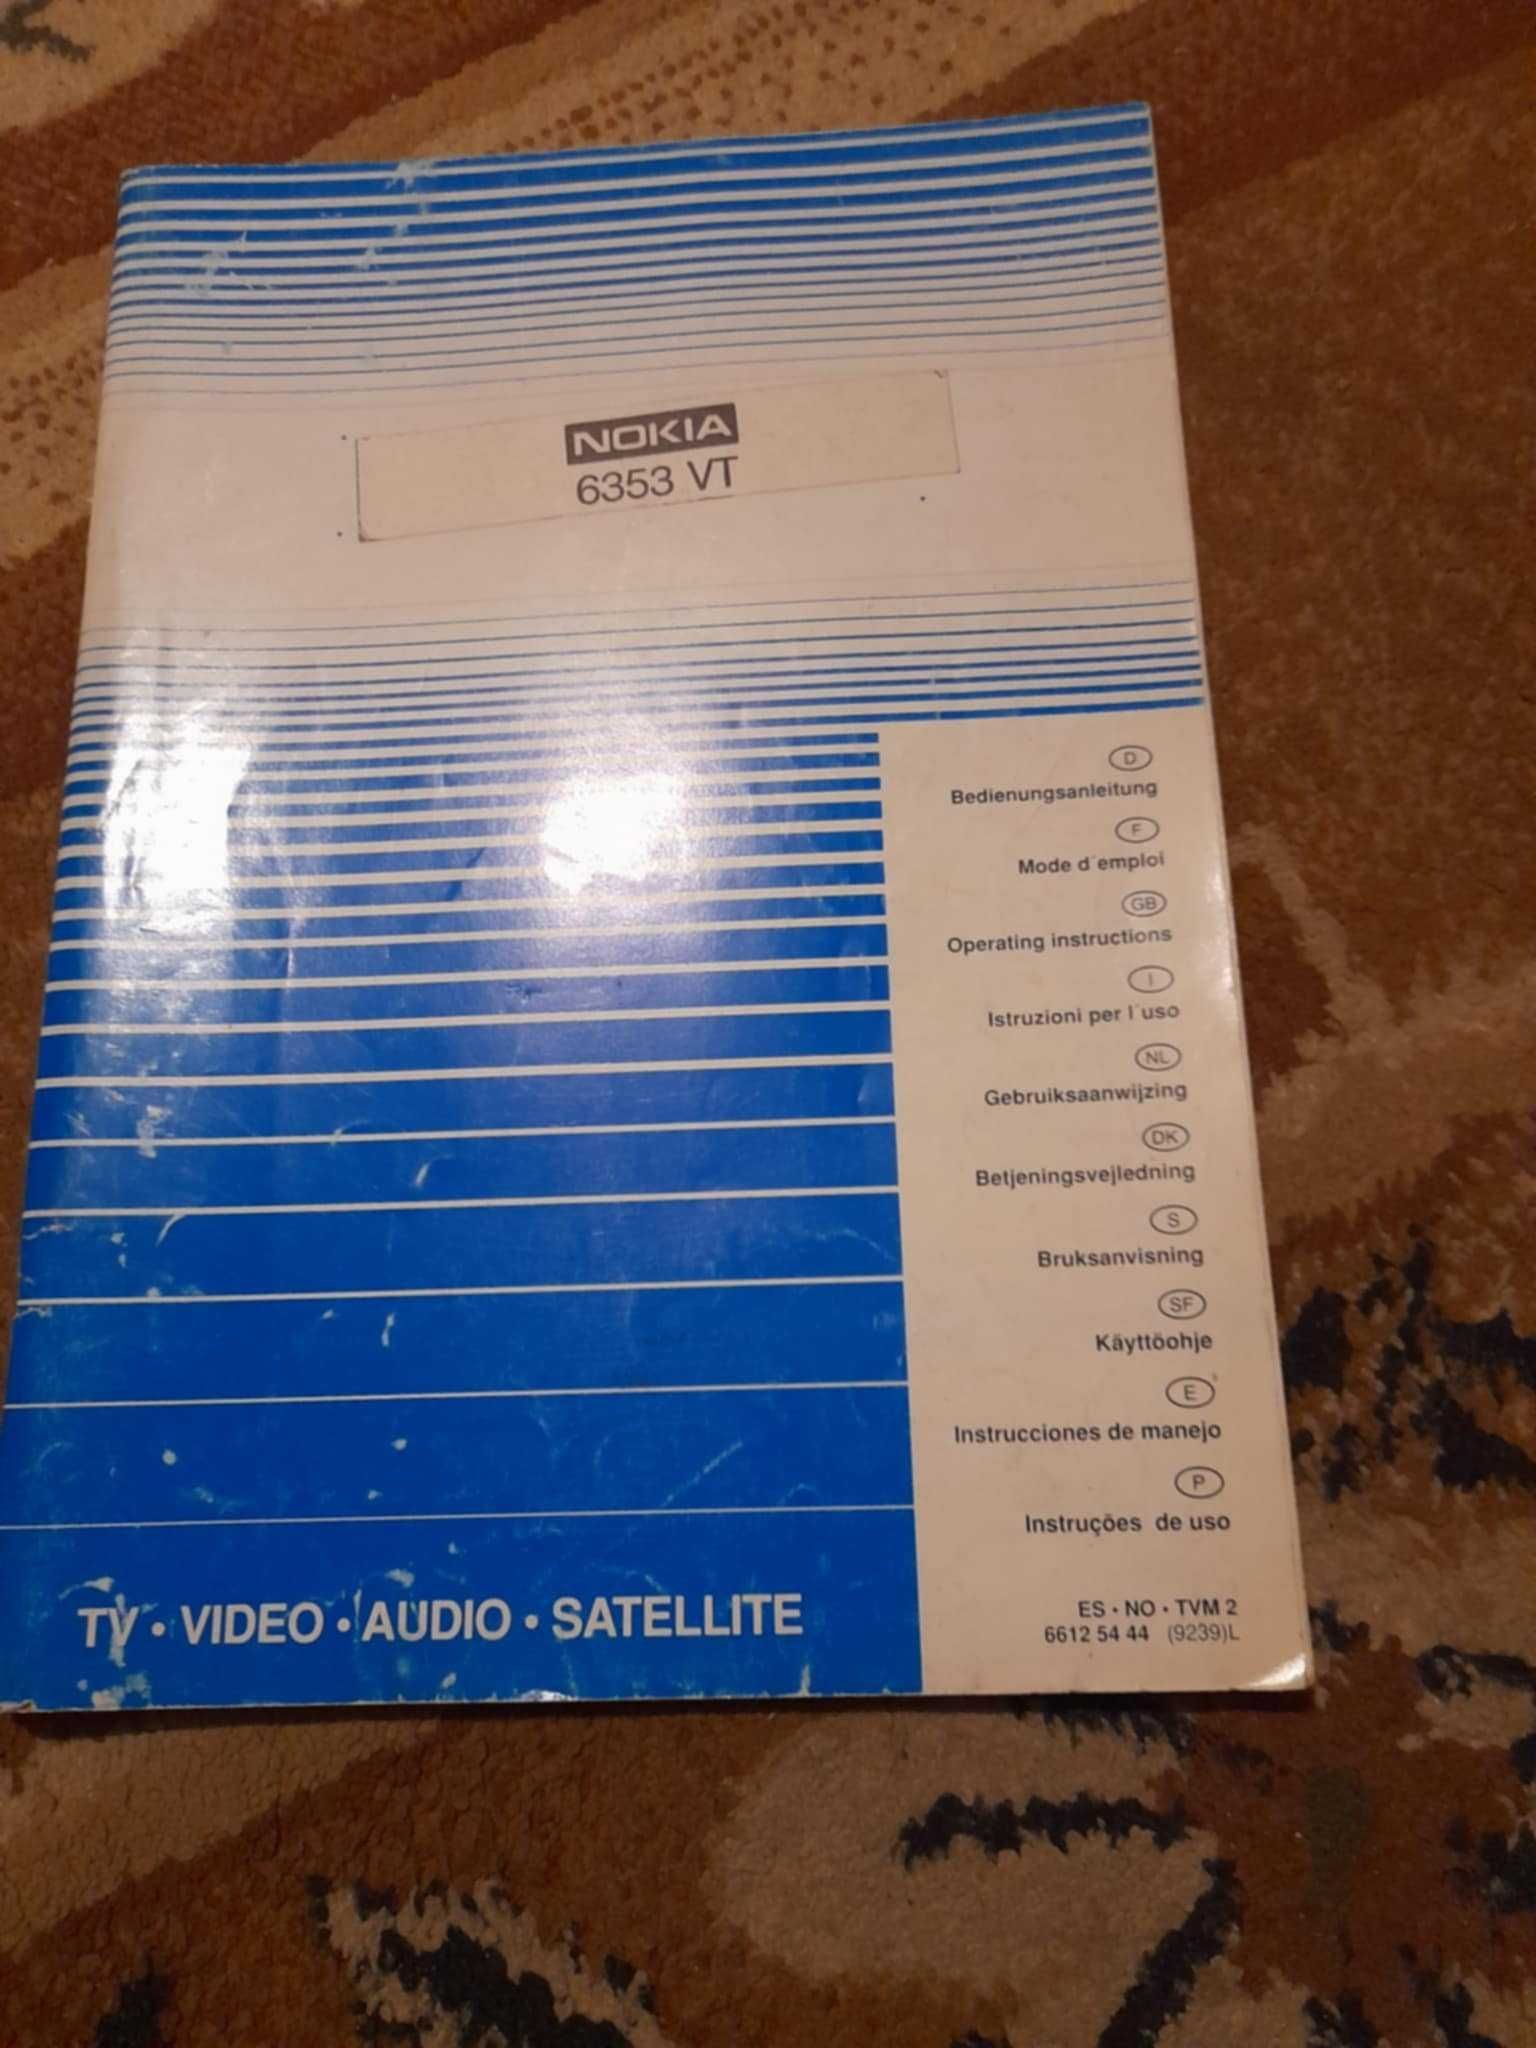 NOKIA
6353 VT
D
Bedienungsanleitung
F
Mode d´emploi
GB
Operating instructions
I
Istruzioni per l´uso
NL
Gebruiksaanwijzing
DK
Betjeningsvejledning
S
Bruksanvisning
SF
Käyttöohje
E
Instrucciones de manejo
P
Instruções de uso
TV • VIDEO • AUDIO • SATELLITE
ES • NO • TVM 2
6612 54 44 (9239)L